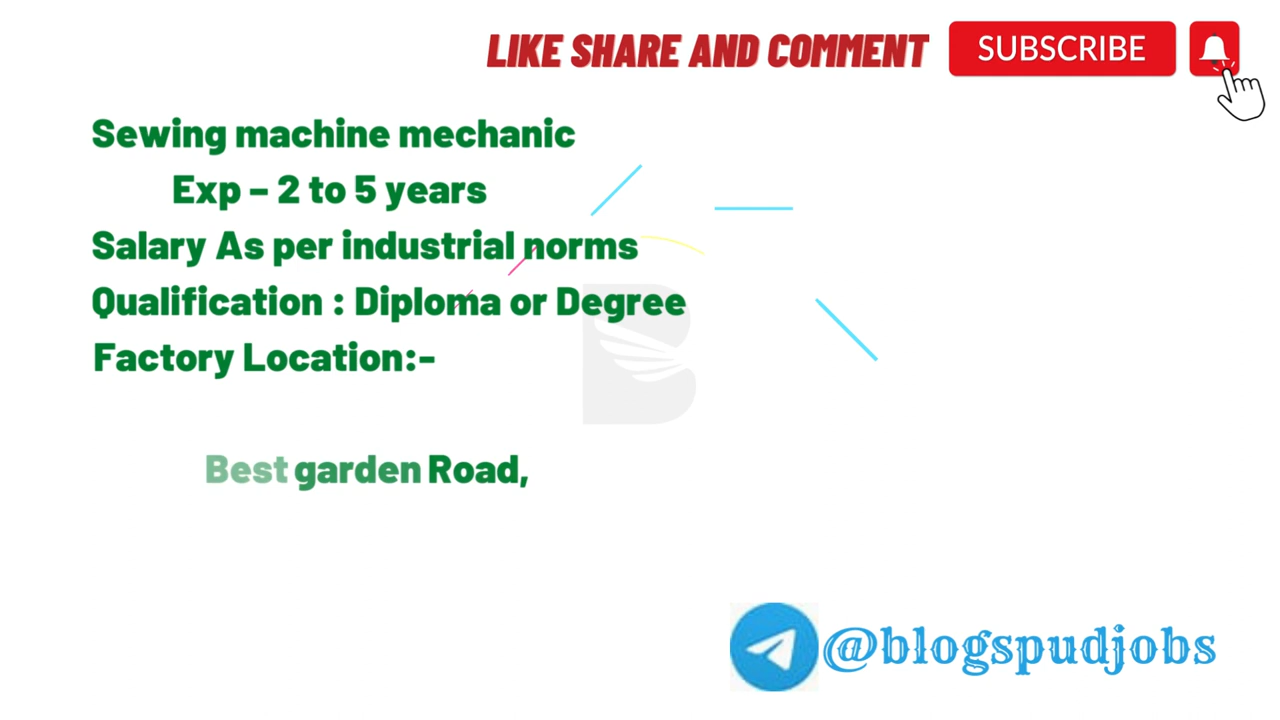 LIKE SHARE AND COMMENT
SUBSCRIBE
Sewing machine mechanic
Exp – 2 to 5 years
Salary As per industrial norms
Qualification : Diploma or Degree
Factory Location:-
Best garden Road,
@blogspudjobs